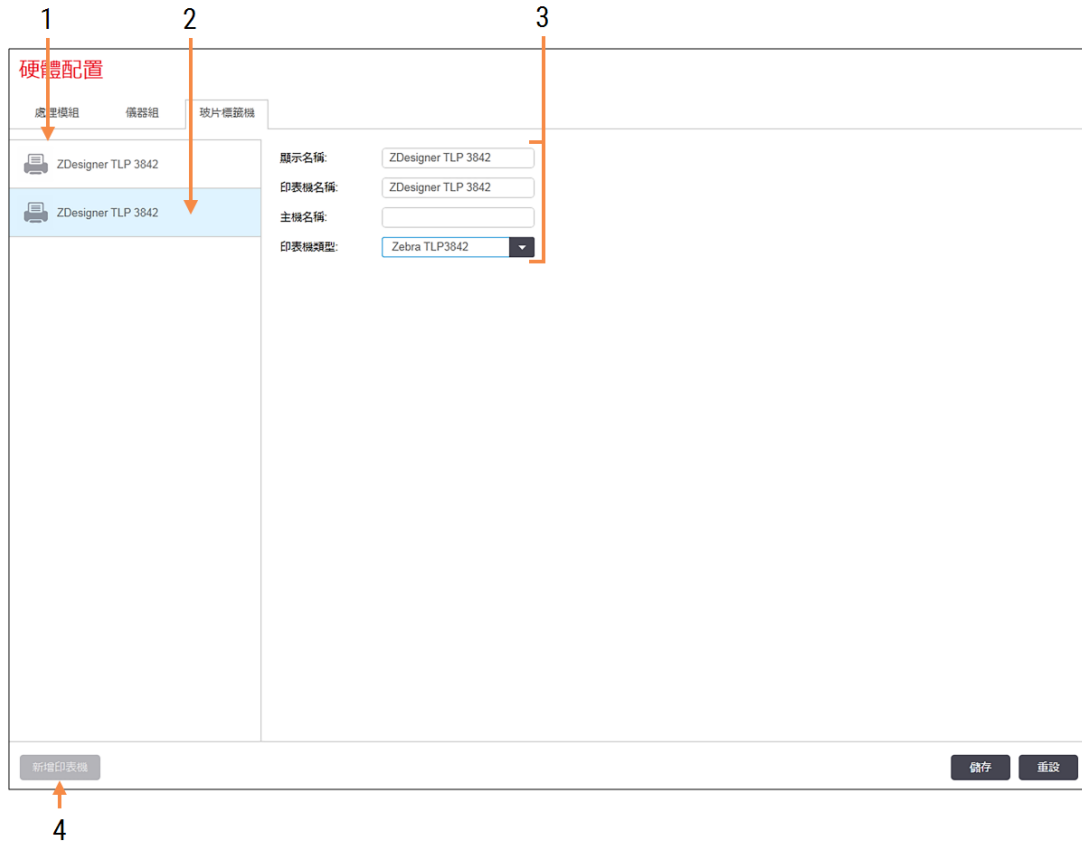 1 2 3
硬體配置
處理模組 儀器組 玻片標籤機
ZDesigner TLP 3842
ZDesigner TLP 3842
顯示名稱: ZDesigner TLP 3842
印表機名稱: ZDesigner TLP 3842
主機名稱:
印表機類型: Zebra TLP3842
新增印表機 儲存 重設
4